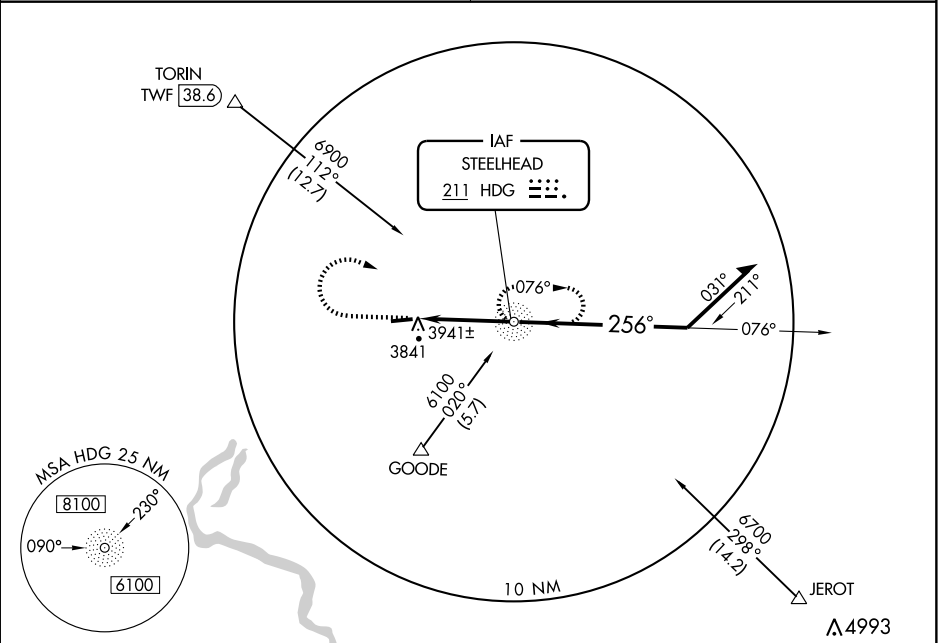 TORIN
TWF 38.6
6900
112°
(12.7)
IAF
STEELHEAD
211 HDG
076°
031°
211°
256°
076°
3941±
3841
6100
020°
(5.7)
GOODE
MSA HDG 25 NM
8100
230°
090°
6100
6700
298°
(14.2)
10 NM
JEROT
4993